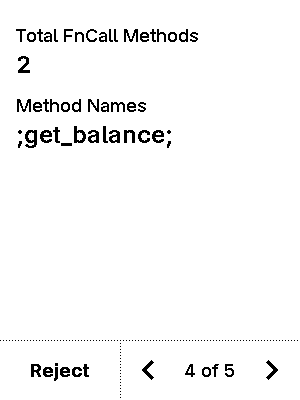 Total FnCall Methods
2
Method Names
;get_balance;
Reject
4 of 5